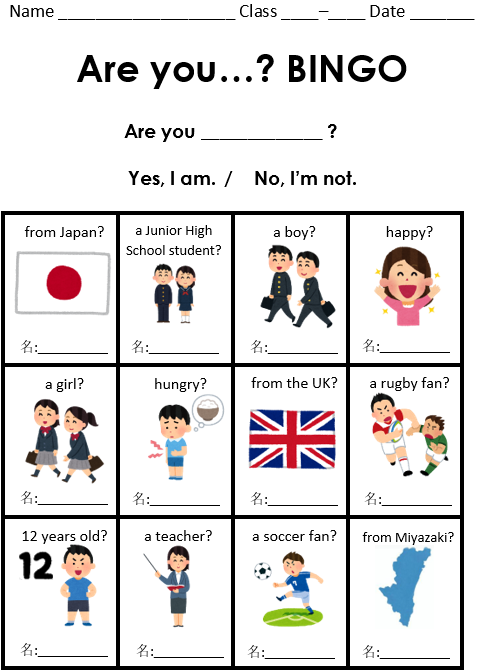 Name ___________________ Class ____–____ Date _______
Are you…? BINGO
Are you ____________ ?
Yes, I am. / No, I’m not.
from Japan?
名:_________
a Junior High
School student?
名:_________
a boy?
名:_________
happy?
名:_________
a girl?
名:_________
hungry?
名:_________
from the UK?
名:_________
a rugby fan?
名:_________
12 years old?
12
名:_________
a teacher?
名:_________
a soccer fan?
名:_________
from Miyazaki?
名:_________